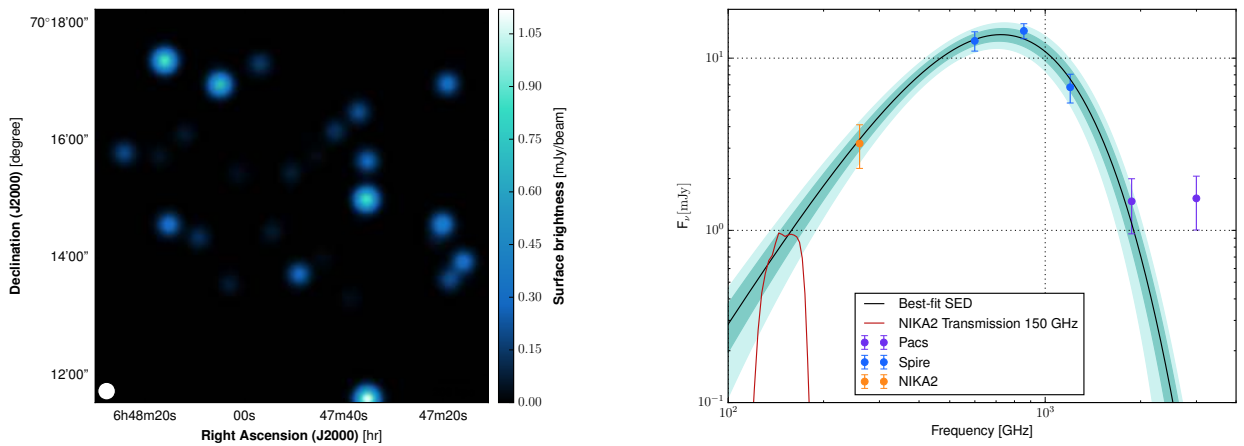 70°18'00"
16'00"
14'00"
12'00"
Declination (J2000) [degree]
6h48m20s 00s 47m40s 47m20s
Right Ascension (J2000) [hr]
1.05
0.90
0.75
0.60
0.45
0.30
0.15
0.00
Surface brightness [mJy/beam]
10¹
10⁰
10⁻¹
Fν [mJy]
10² 10³
Frequency [GHz]
Best-fit SED
NIKA2 Transmission 150 GHz
Pacs
Spire
NIKA2